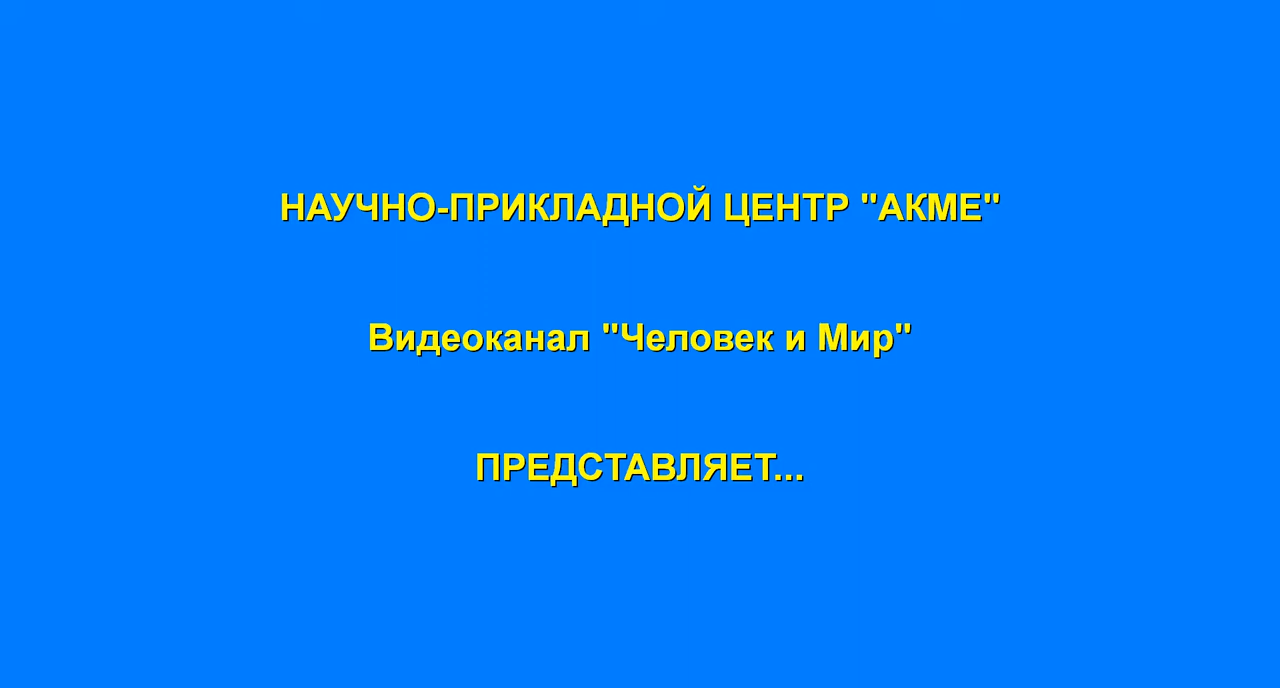 НАУЧНО-ПРИКЛАДНОЙ ЦЕНТР "АКМЕ"
Видеоканал "Человек и Мир"
ПРЕДСТАВЛЯЕТ...